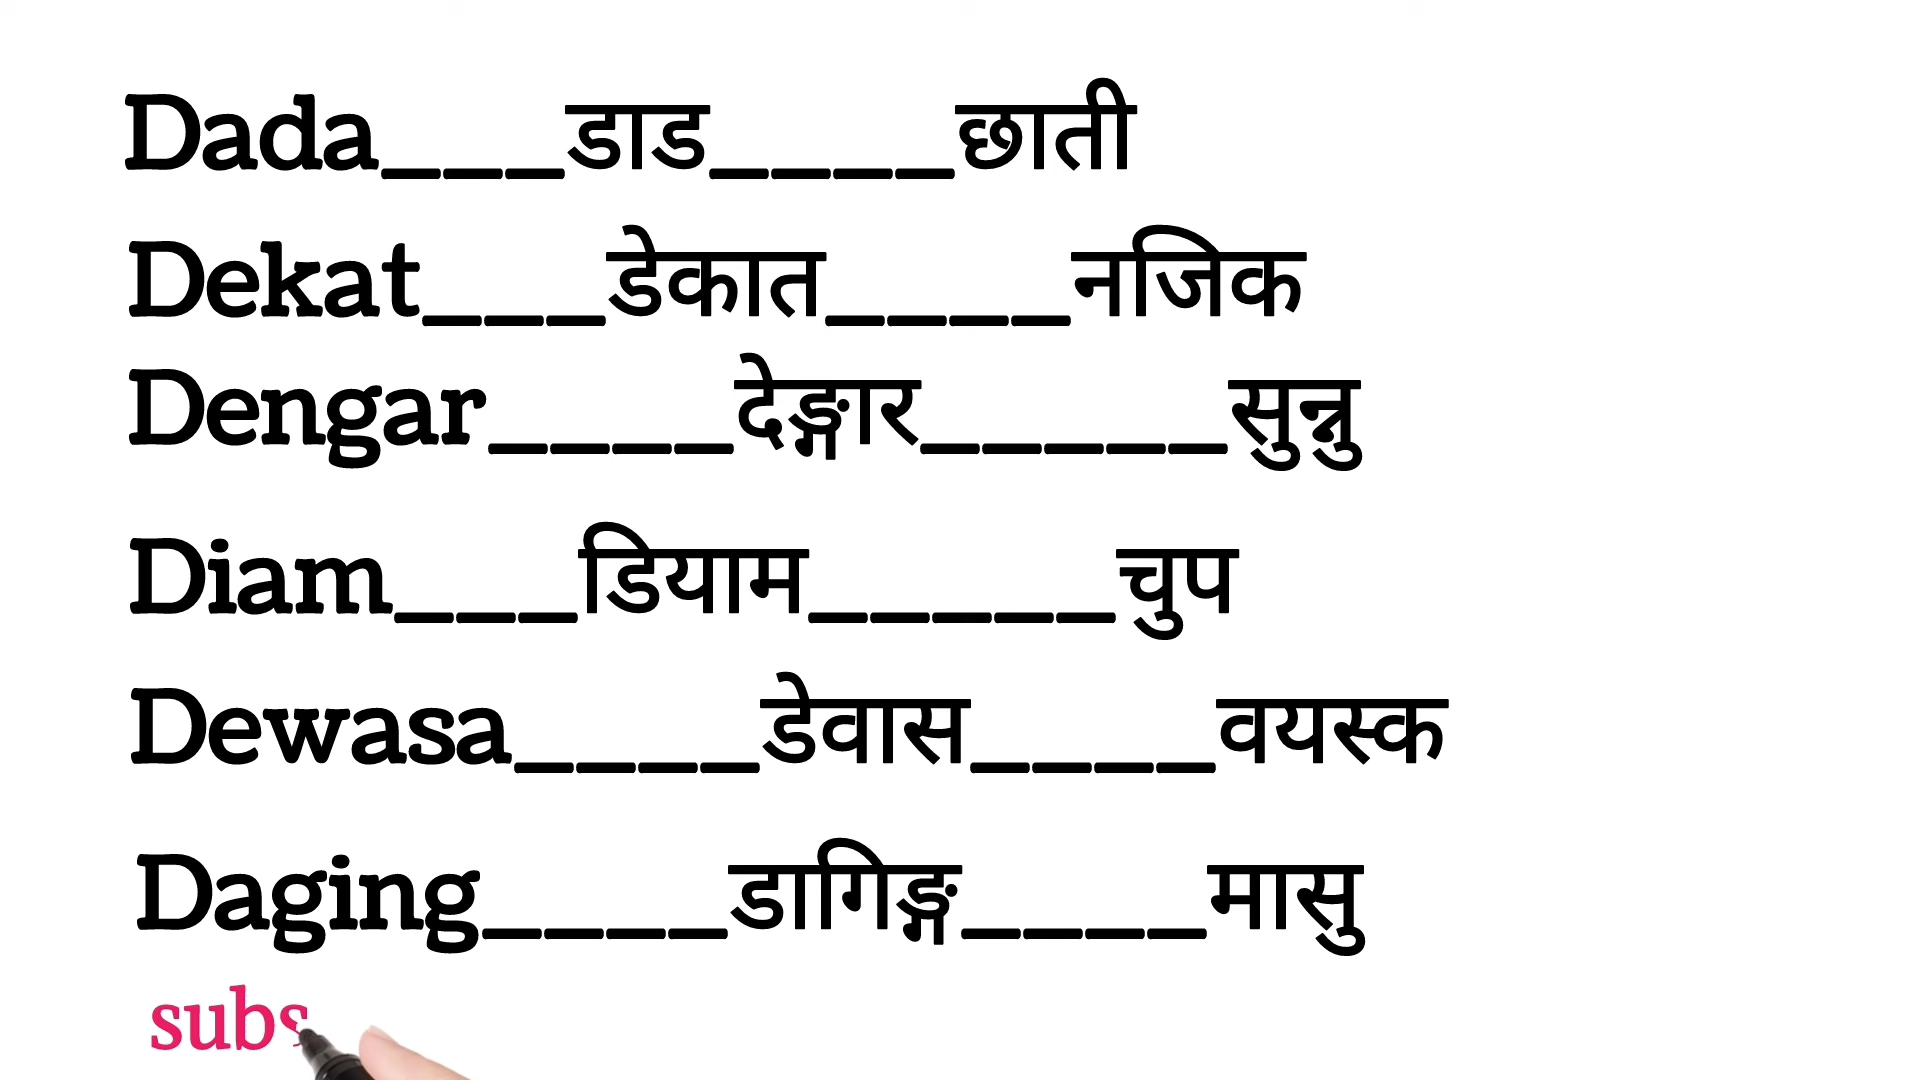 Dada___डाड____छाती
Dekat___डेकात____नजिक
Dengar____देङ्गार_____सुन्नु
Diam___डियाम_____चुप
Dewasa____डेवास____वयस्क
Daging____डागिङ्ग____मासु
subs